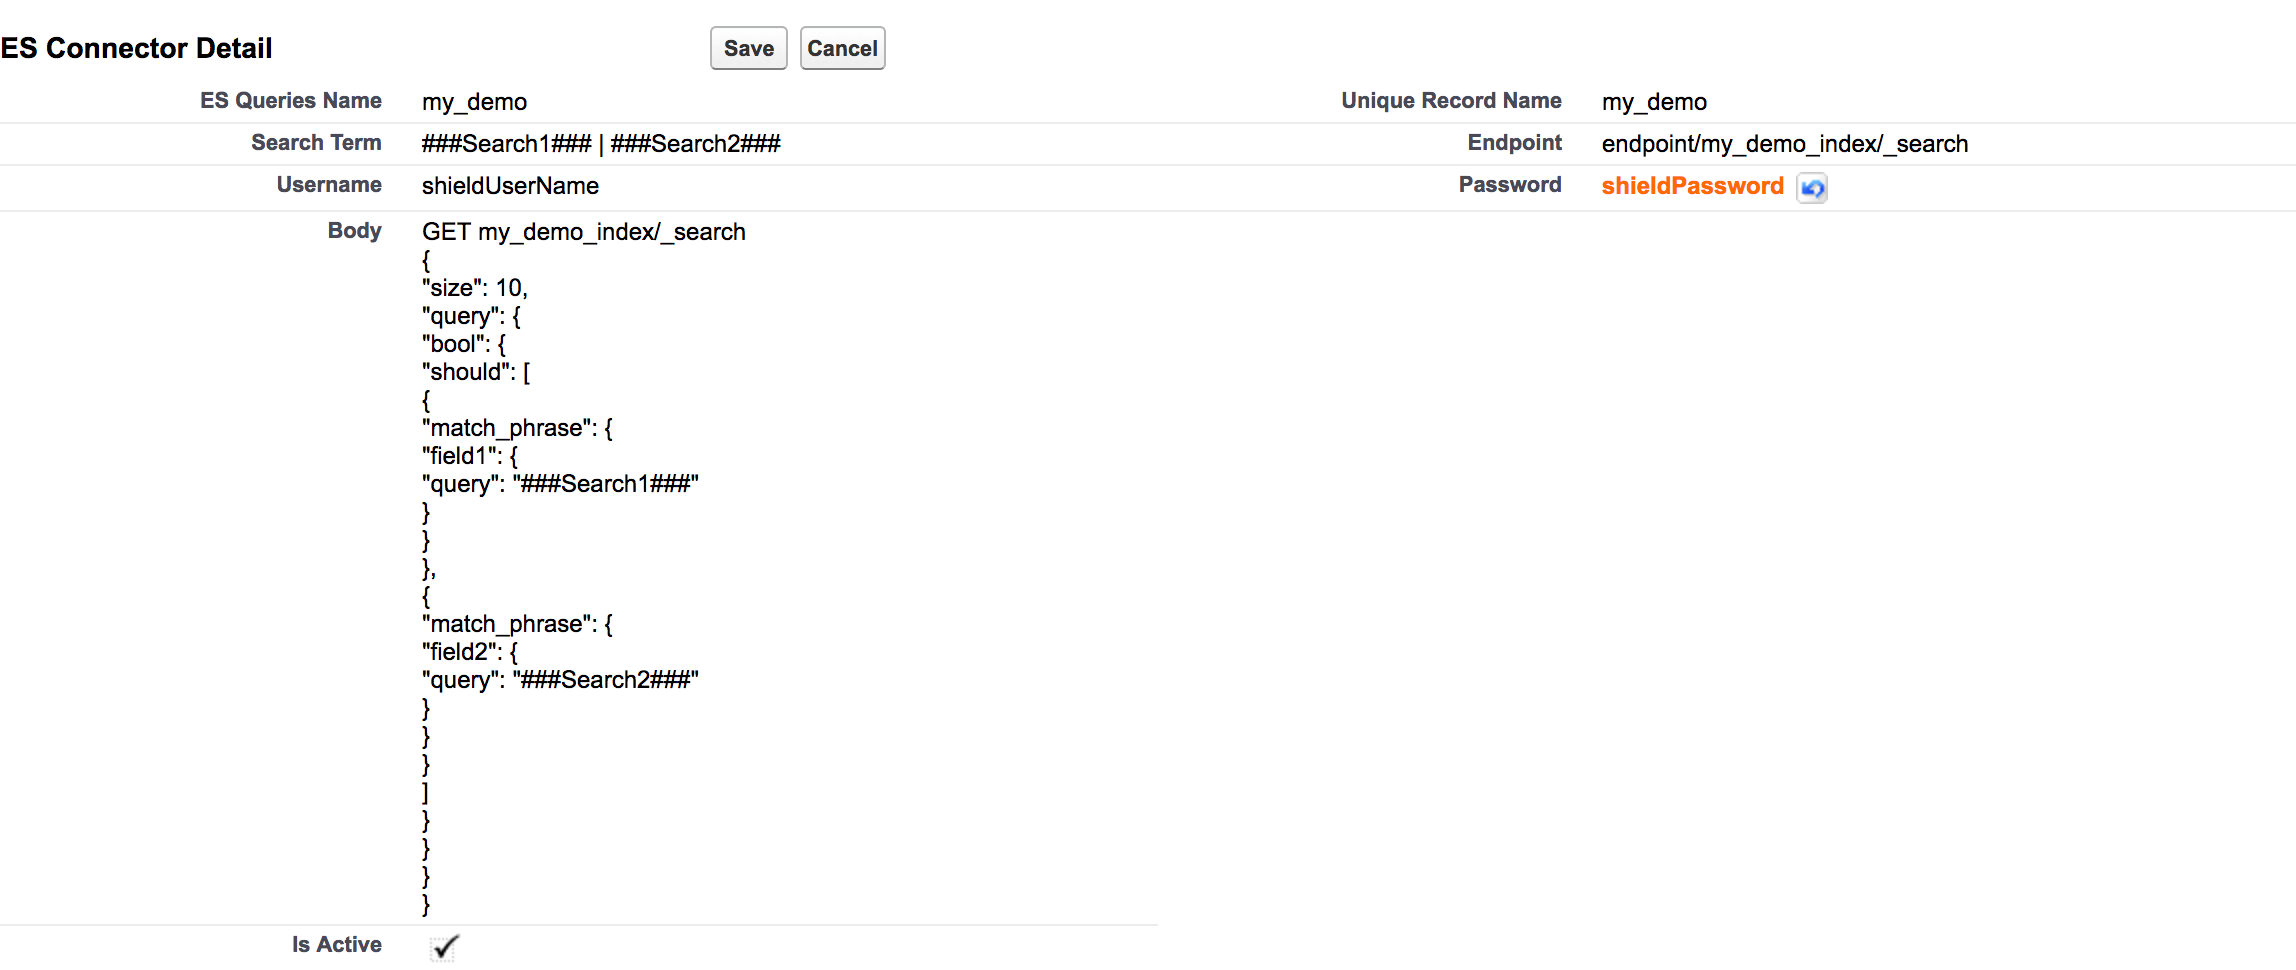 ES Connector Detail Save Cancel
ES Queries Name my_demo Unique Record Name my_demo
Search Term ###Search1### | ###Search2### Endpoint endpoint/my_demo_index/_search
Username shieldUserName Password shieldPassword
Body GET my_demo_index/_search
{
"size": 10,
"query": {
"bool": {
"should": [
{
"match_phrase": {
"field1": {
"query": "###Search1###"
}
}
},
{
"match_phrase": {
"field2": {
"query": "###Search2###"
}
}
}
]
}
}
}
}
Is Active